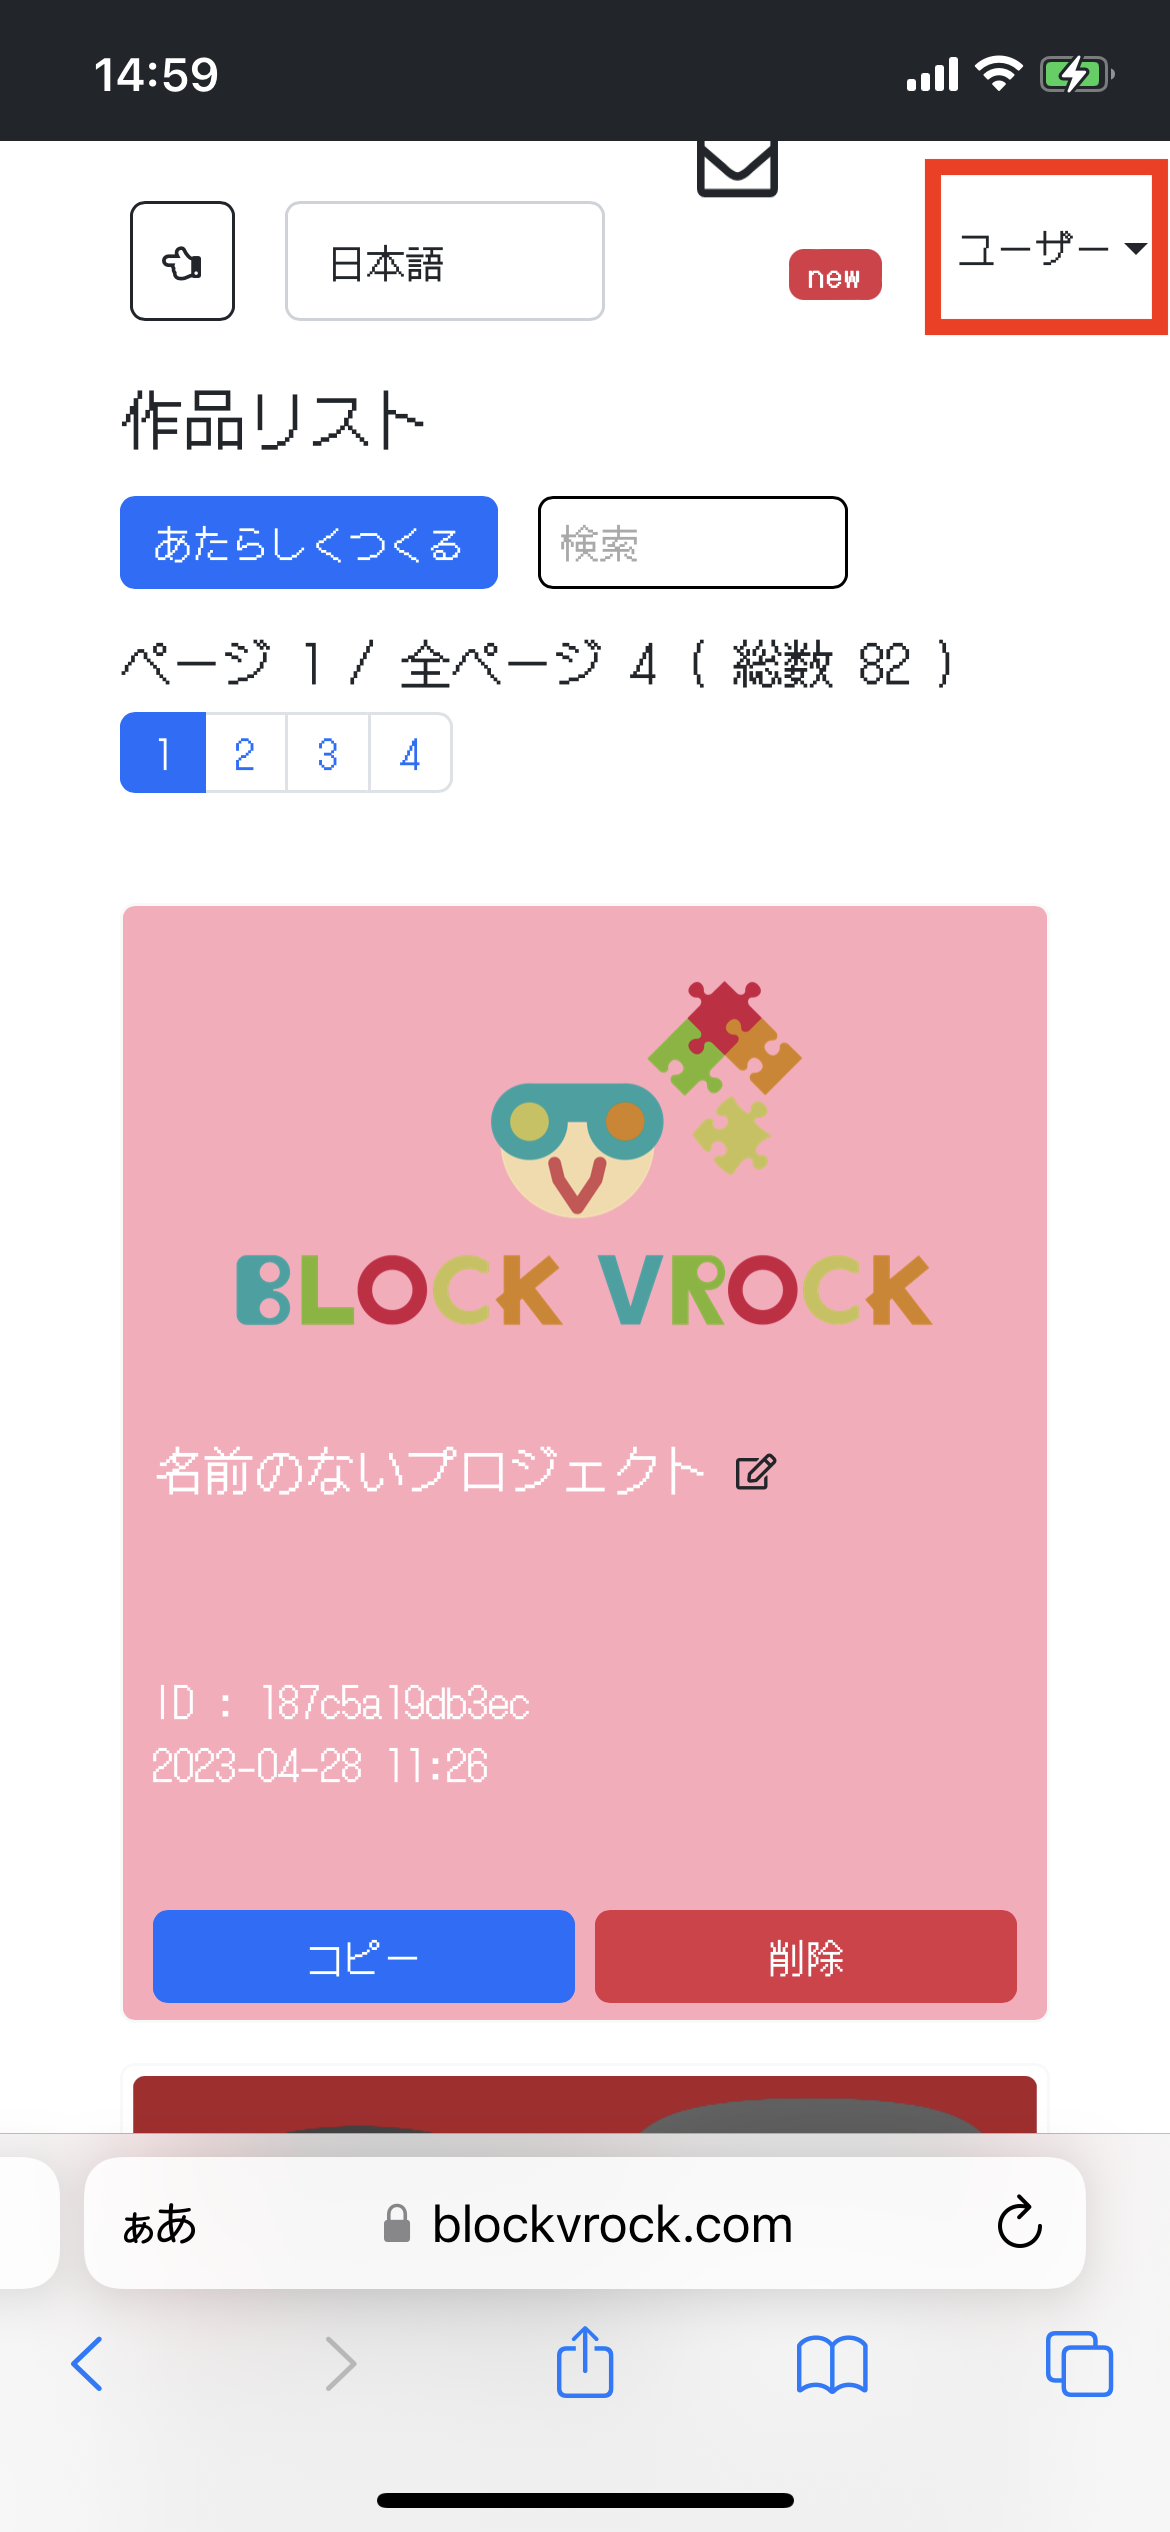 14:59
日本語
new
ユーザー
作品リスト
あたらしくつくる
検索
ページ 1 / 全ページ 4 ( 総数 82 )
1 2 3 4
BLOCK VROCK
名前のないプロジェクト
ID : 187c5a19db3ec
2023-04-28 11:26
コピー
削除
ぁあ
blockvrock.com